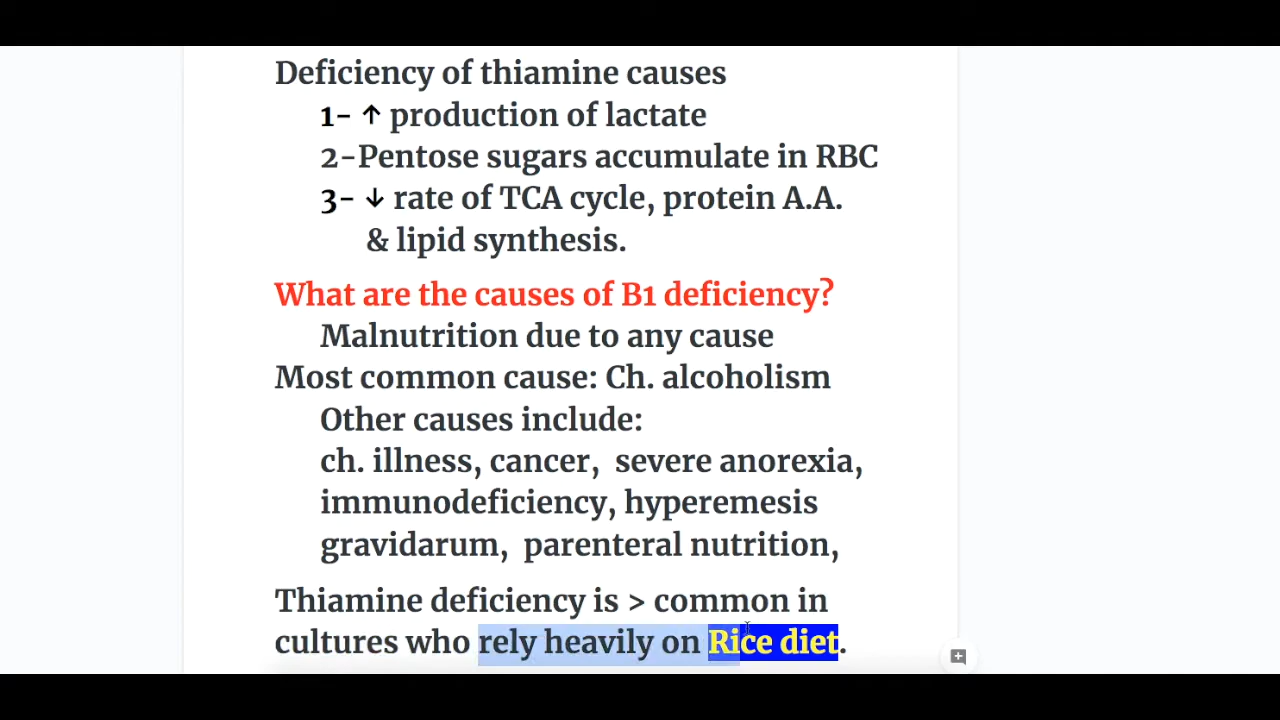 Deficiency of thiamine causes
1- ↑ production of lactate
2-Pentose sugars accumulate in RBC
3- ↓ rate of TCA cycle, protein A.A.
& lipid synthesis.
What are the causes of B1 deficiency?
Malnutrition due to any cause
Most common cause: Ch. alcoholism
Other causes include:
ch. illness, cancer,  severe anorexia,
immunodeficiency, hyperemesis
gravidarum,  parenteral nutrition,
Thiamine deficiency is > common in
cultures who rely heavily on Rice diet.